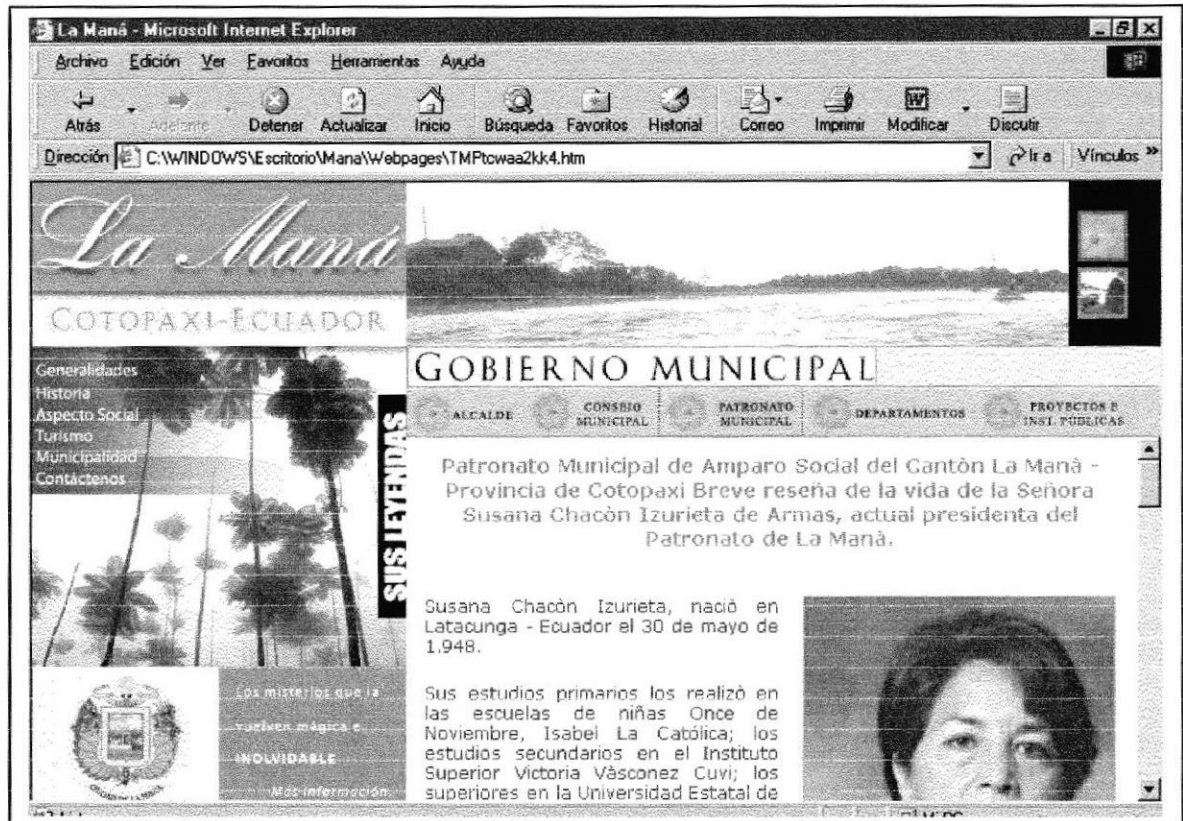 La Maná - Microsoft Internet Explorer
Archivo Edición Ver Favoritos Herramientas Ayuda
Atrás Adelante Detener Actualizar Inicio Búsqueda Favoritos Historial Correo Imprimir Modificar Discutir
Dirección C:\WINDOWS\Escritorio\Mana\Webpages\TMPtcwaa2kk4.htm Ir a Vínculos »
La Maná
COTOPAXI-ECUADOR
Generalidades
Historia
Aspecto Social
Turismo
Municipalidad
Contáctenos
SUS LEYENDAS
Los misterios que la
vuelven mágica e
INOLVIDABLE
Mas información.
GOBIERNO MUNICIPAL
ALCALDE
CONSEJO
MUNICIPAL
PATRONATO
MUNICIPAL
DEPARTAMENTOS
PROYECTOS E
INST. PÚBLICAS
Patronato Municipal de Amparo Social del Cantòn La Manà -
Provincia de Cotopaxi Breve reseña de la vida de la Señora
Susana Chacòn Izurieta de Armas, actual presidenta del
Patronato de La Manà.
Susana Chacòn Izurieta, naciò en
Latacunga - Ecuador el 30 de mayo de
1.948.
Sus estudios primarios los realizò en
las escuelas de niñas Once de
Noviembre, Isabel La Católica; los
estudios secundarios en el Instituto
Superior Victoria Vàsconez Cuvi; los
superiores en la Universidad Estatal de